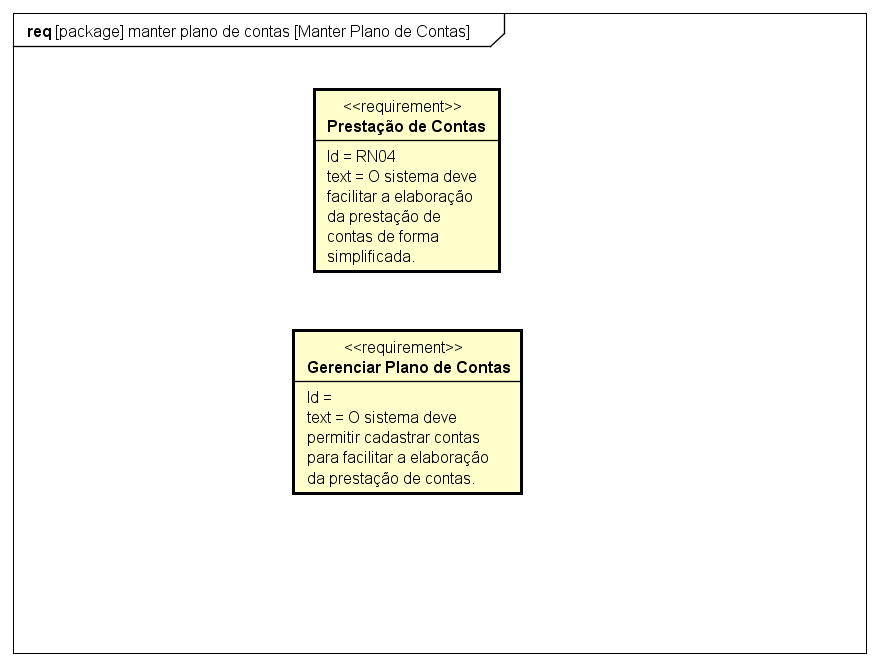 req [package] manter plano de contas [Manter Plano de Contas]
<<requirement>>
Prestação de Contas
Id = RN04
text = O sistema deve
facilitar a elaboração
da prestação de
contas de forma
simplificada.
<<requirement>>
Gerenciar Plano de Contas
Id =
text = O sistema deve
permitir cadastrar contas
para facilitar a elaboração
da prestação de contas.